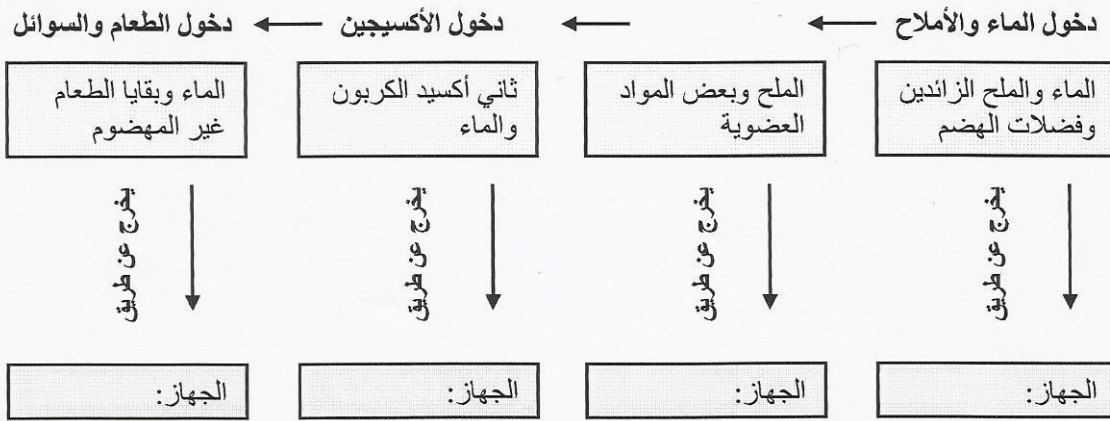 دخول الماء والأملاح
دخول الأكسيجين
دخول الطعام والسوائل
الماء والملح الزائدين
وفضلات الهضم
الملح وبعض المواد
العضوية
ثاني أكسيد الكربون
والماء
الماء وبقايا الطعام
غير المهضوم
يخرج عن طريق
يخرج عن طريق
يخرج عن طريق
يخرج عن طريق
الجهاز:
الجهاز:
الجهاز:
الجهاز: